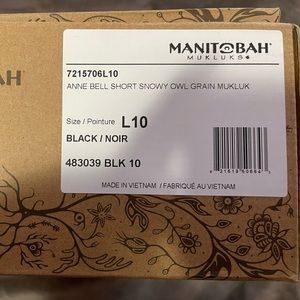 BAH
MANITOBAH
MUKLUKS
7215706L10
ANNE BELL SHORT SNOWY OWL GRAIN MUKLUK
Size / Pointure L10
BLACK / NOIR
483039 BLK 10
MADE IN VIETNAM / FABRIQUÉ AU VIETNAM